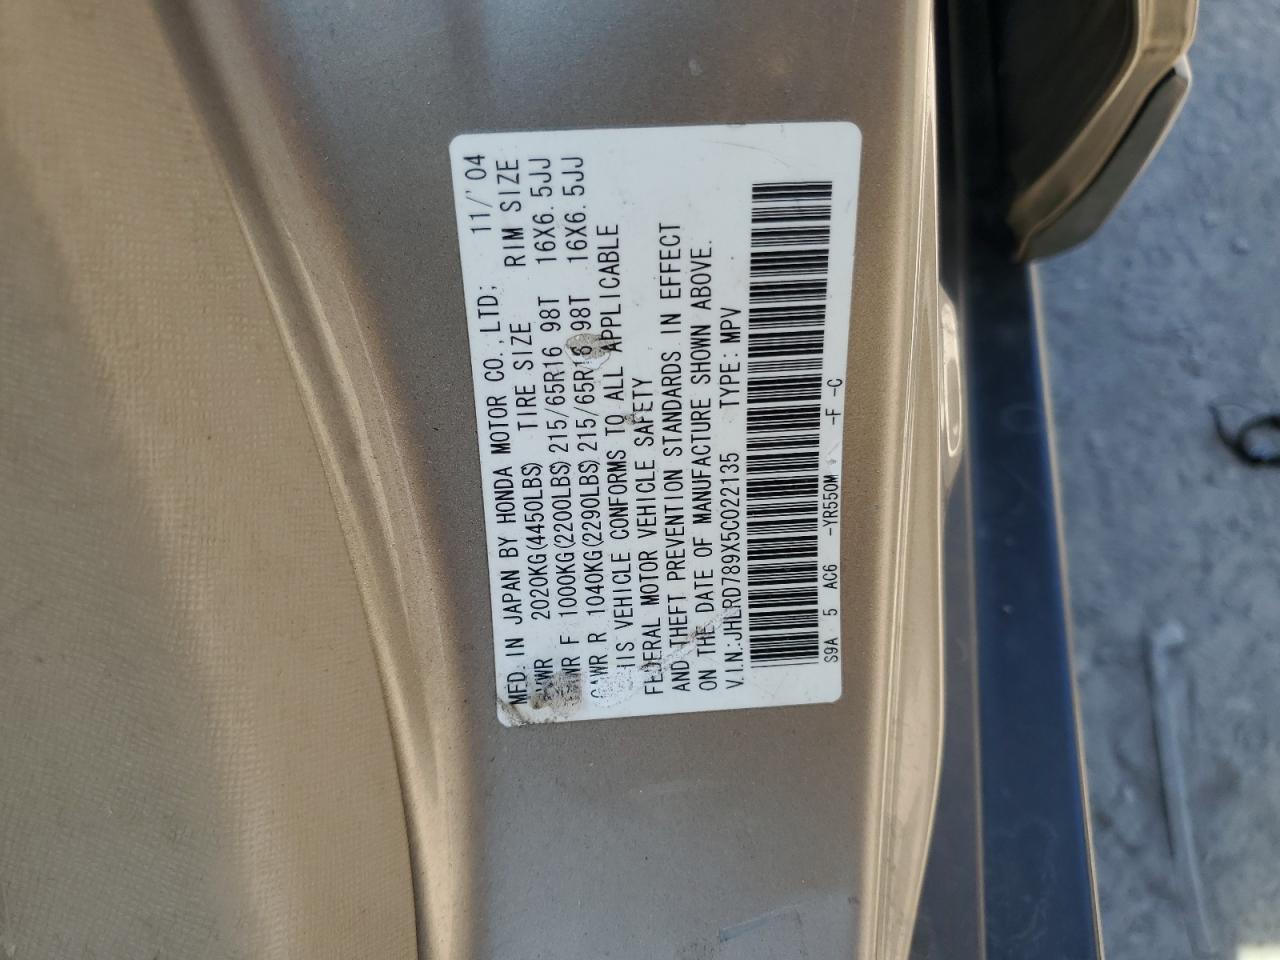 MFD. IN JAPAN BY HONDA MOTOR CO., LTD; 11/'04
2020KG(4450LBS) TIRE SIZE RIM SIZE
F 1000KG(2200LBS) 215/65R16 98T 16X6.5JJ
GAWR R 1040KG(2290LBS) 215/65R16 98T 16X6.5JJ
VEHICLE CONFORMS TO ALL APPLICABLE
FEDERAL MOTOR VEHICLE SAFETY
AND THEFT PREVENTION STANDARDS IN EFFECT
ON THE DATE OF MANUFACTURE SHOWN ABOVE.
V.IN:JHLRD789X5C022135 TYPE:MPV
S9A 5 AC6 -YR550M -F -C